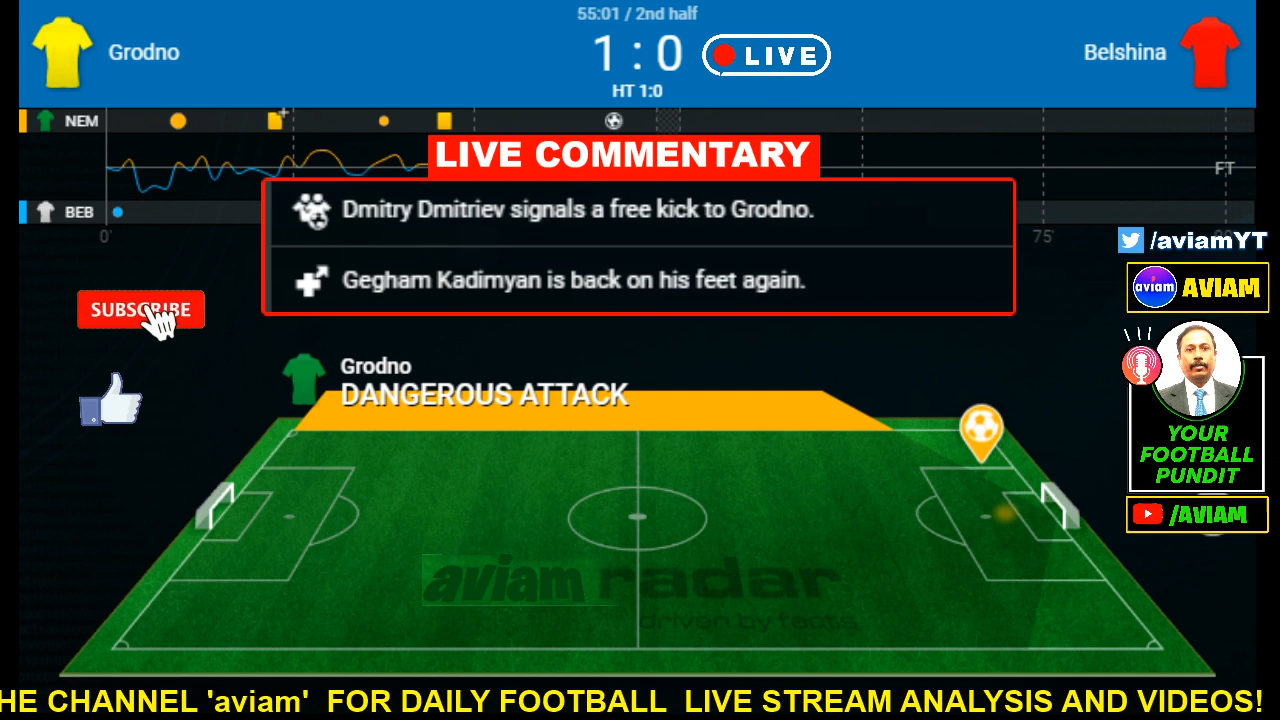 55:01 / 2nd half
Grodno
1 : 0
LIVE
Belshina
HT 1:0
NEM
LIVE COMMENTARY
FT
Dmitry Dmitriev signals a free kick to Grodno.
BEB
0'
75'
/aviamYT
Gegham Kadimyan is back on his feet again.
aviam AVIAM
SUBSCRIBE
Grodno
DANGEROUS ATTACK
YOUR
FOOTBALL
PUNDIT
/AVIAM
aviam radar
driven by facts
HE CHANNEL 'aviam' FOR DAILY FOOTBALL LIVE STREAM ANALYSIS AND VIDEOS!